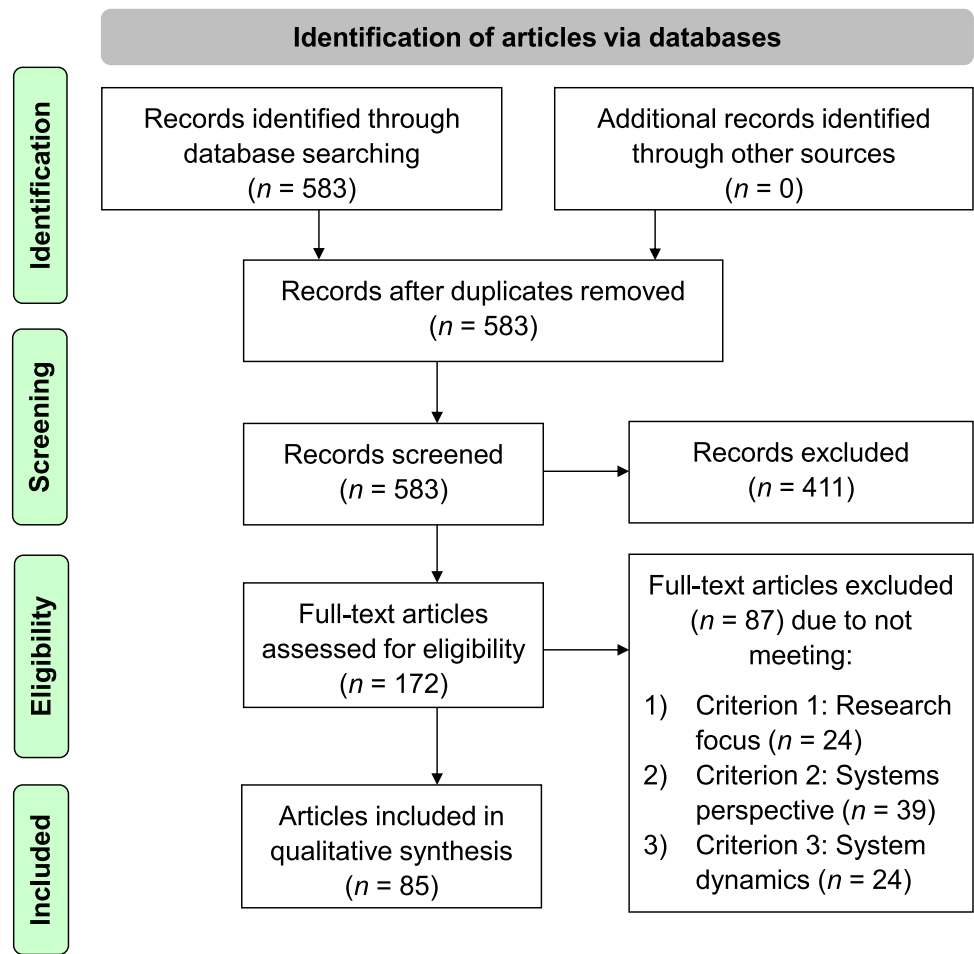 Identification of articles via databases
Identification
Records identified through
database searching
(n = 583)
Additional records identified
through other sources
(n = 0)
Records after duplicates removed
(n = 583)
Screening
Records screened
(n = 583)
Records excluded
(n = 411)
Eligibility
Full-text articles
assessed for eligibility
(n = 172)
Full-text articles excluded
(n = 87) due to not
meeting:
1) Criterion 1: Research
focus (n = 24)
2) Criterion 2: Systems
perspective (n = 39)
3) Criterion 3: System
dynamics (n = 24)
Included
Articles included in
qualitative synthesis
(n = 85)